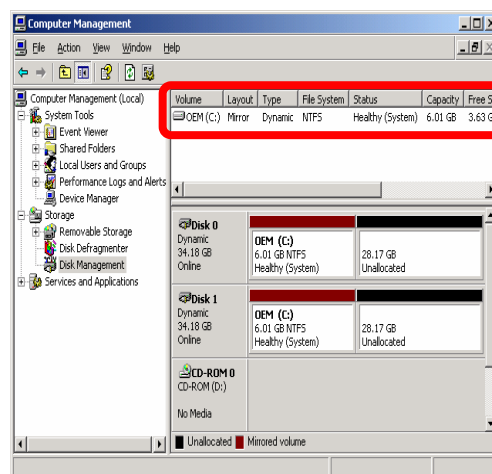 Computer Management
File Action View Window Help
Computer Management (Local)
System Tools
Event Viewer
Shared Folders
Local Users and Groups
Performance Logs and Alerts
Device Manager
Storage
Removable Storage
Disk Defragmenter
Disk Management
Services and Applications
Volume Layout Type File System Status Capacity Free S
OEM (C:) Mirror Dynamic NTFS Healthy (System) 6.01 GB 3.63 G
Disk 0
Dynamic
34.18 GB
Online
OEM (C:)
6.01 GB NTFS
Healthy (System)
28.17 GB
Unallocated
Disk 1
Dynamic
34.18 GB
Online
OEM (C:)
6.01 GB NTFS
Healthy (System)
28.17 GB
Unallocated
CD-ROM 0
CD-ROM (D:)
No Media
Unallocated Mirrored volume